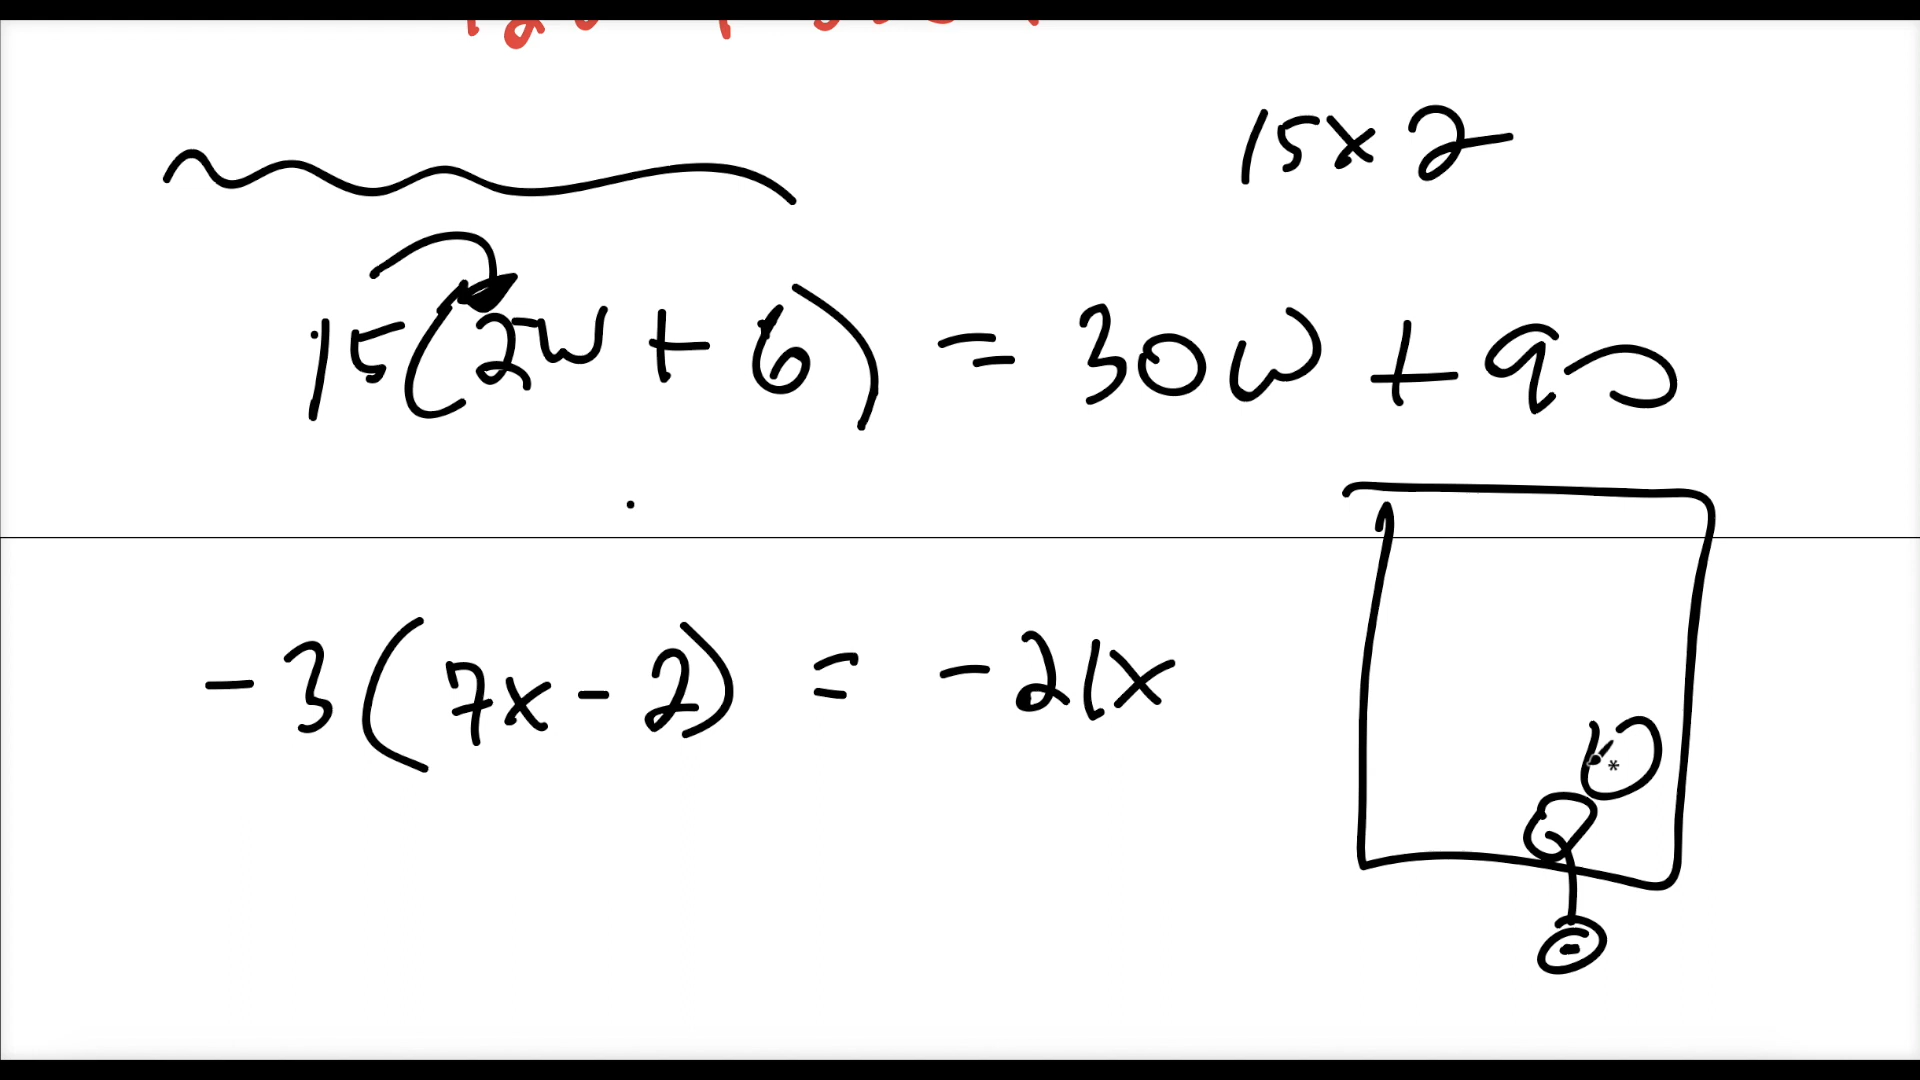 15x2
15(2w + 6) = 30w + 90
-3(7x - 2) = -21x